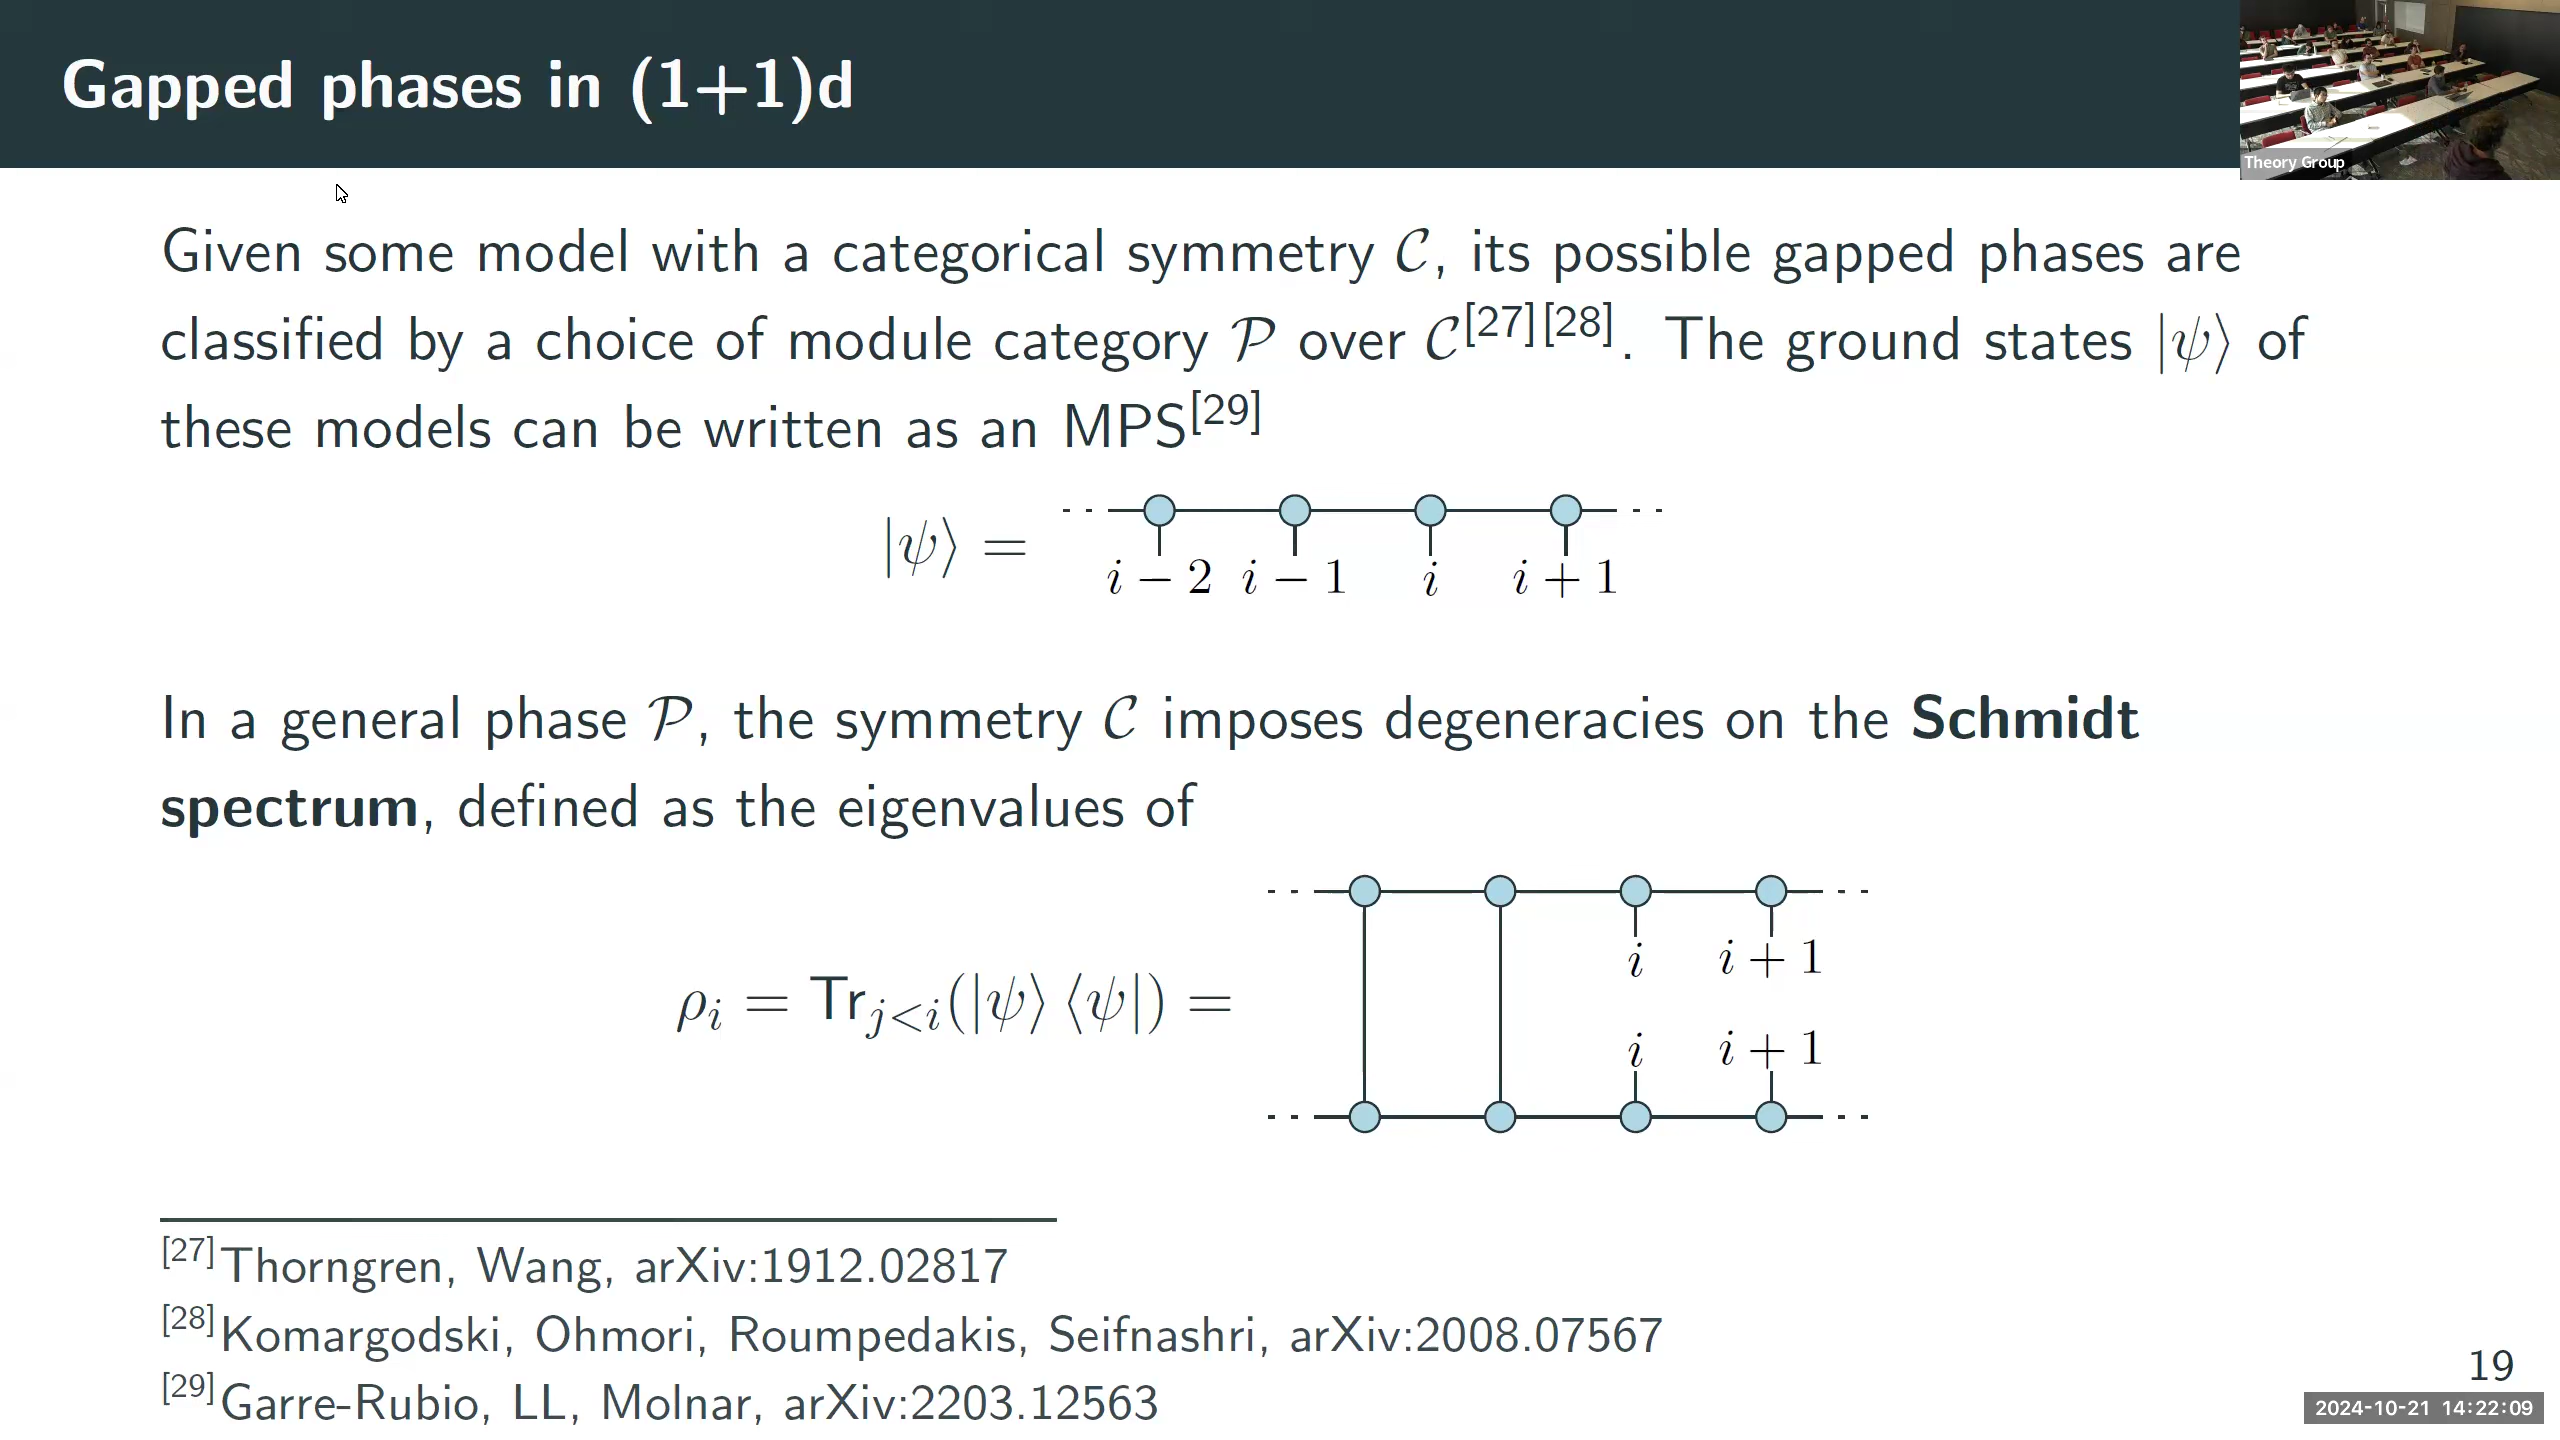 Gapped phases in (1+1)d
Theory Group
Given some model with a categorical symmetry 𝒞, its possible gapped phases are
classified by a choice of module category 𝒫 over 𝒞[27][28]. The ground states |ψ⟩ of
these models can be written as an MPS[29]
|ψ⟩ =
i − 2 i − 1 i i + 1
In a general phase 𝒫, the symmetry 𝒞 imposes degeneracies on the Schmidt
spectrum, defined as the eigenvalues of
i i + 1
ρi = Trj<i(|ψ⟩ ⟨ψ|) =
i i + 1
[27]Thorngren, Wang, arXiv:1912.02817
[28]Komargodski, Ohmori, Roumpedakis, Seifnashri, arXiv:2008.07567
[29]Garre-Rubio, LL, Molnar, arXiv:2203.12563
19
2024-10-21 14:22:09